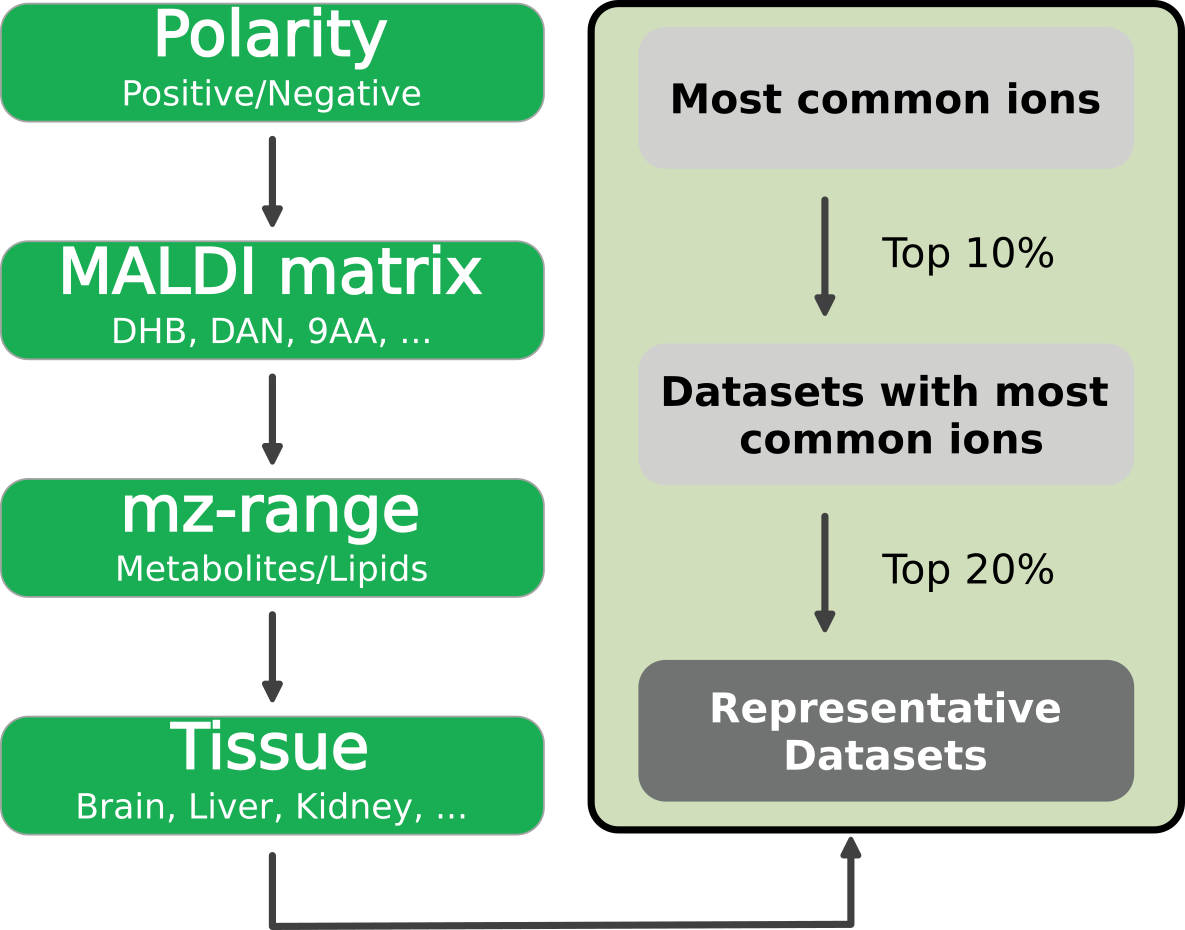 Polarity
Positive/Negative
MALDI matrix
DHB, DAN, 9AA, ...
mz-range
Metabolites/Lipids
Tissue
Brain, Liver, Kidney, ...
Most common ions
Top 10%
Datasets with most
common ions
Top 20%
Representative
Datasets